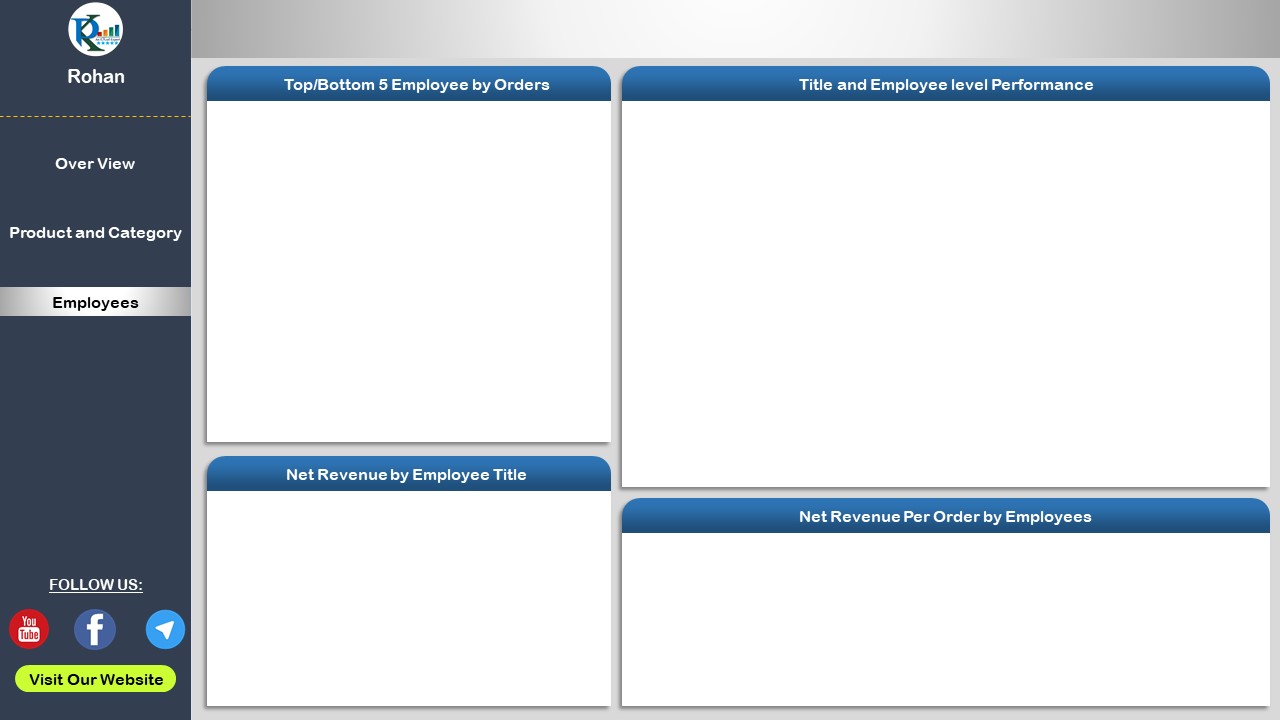 Rohan
Over View
Product and Category
Employees
FOLLOW US:
You
Tube
Visit Our Website
Top/Bottom 5 Employee by Orders
Title and Employee level Performance
Net Revenue by Employee Title
Net Revenue Per Order by Employees